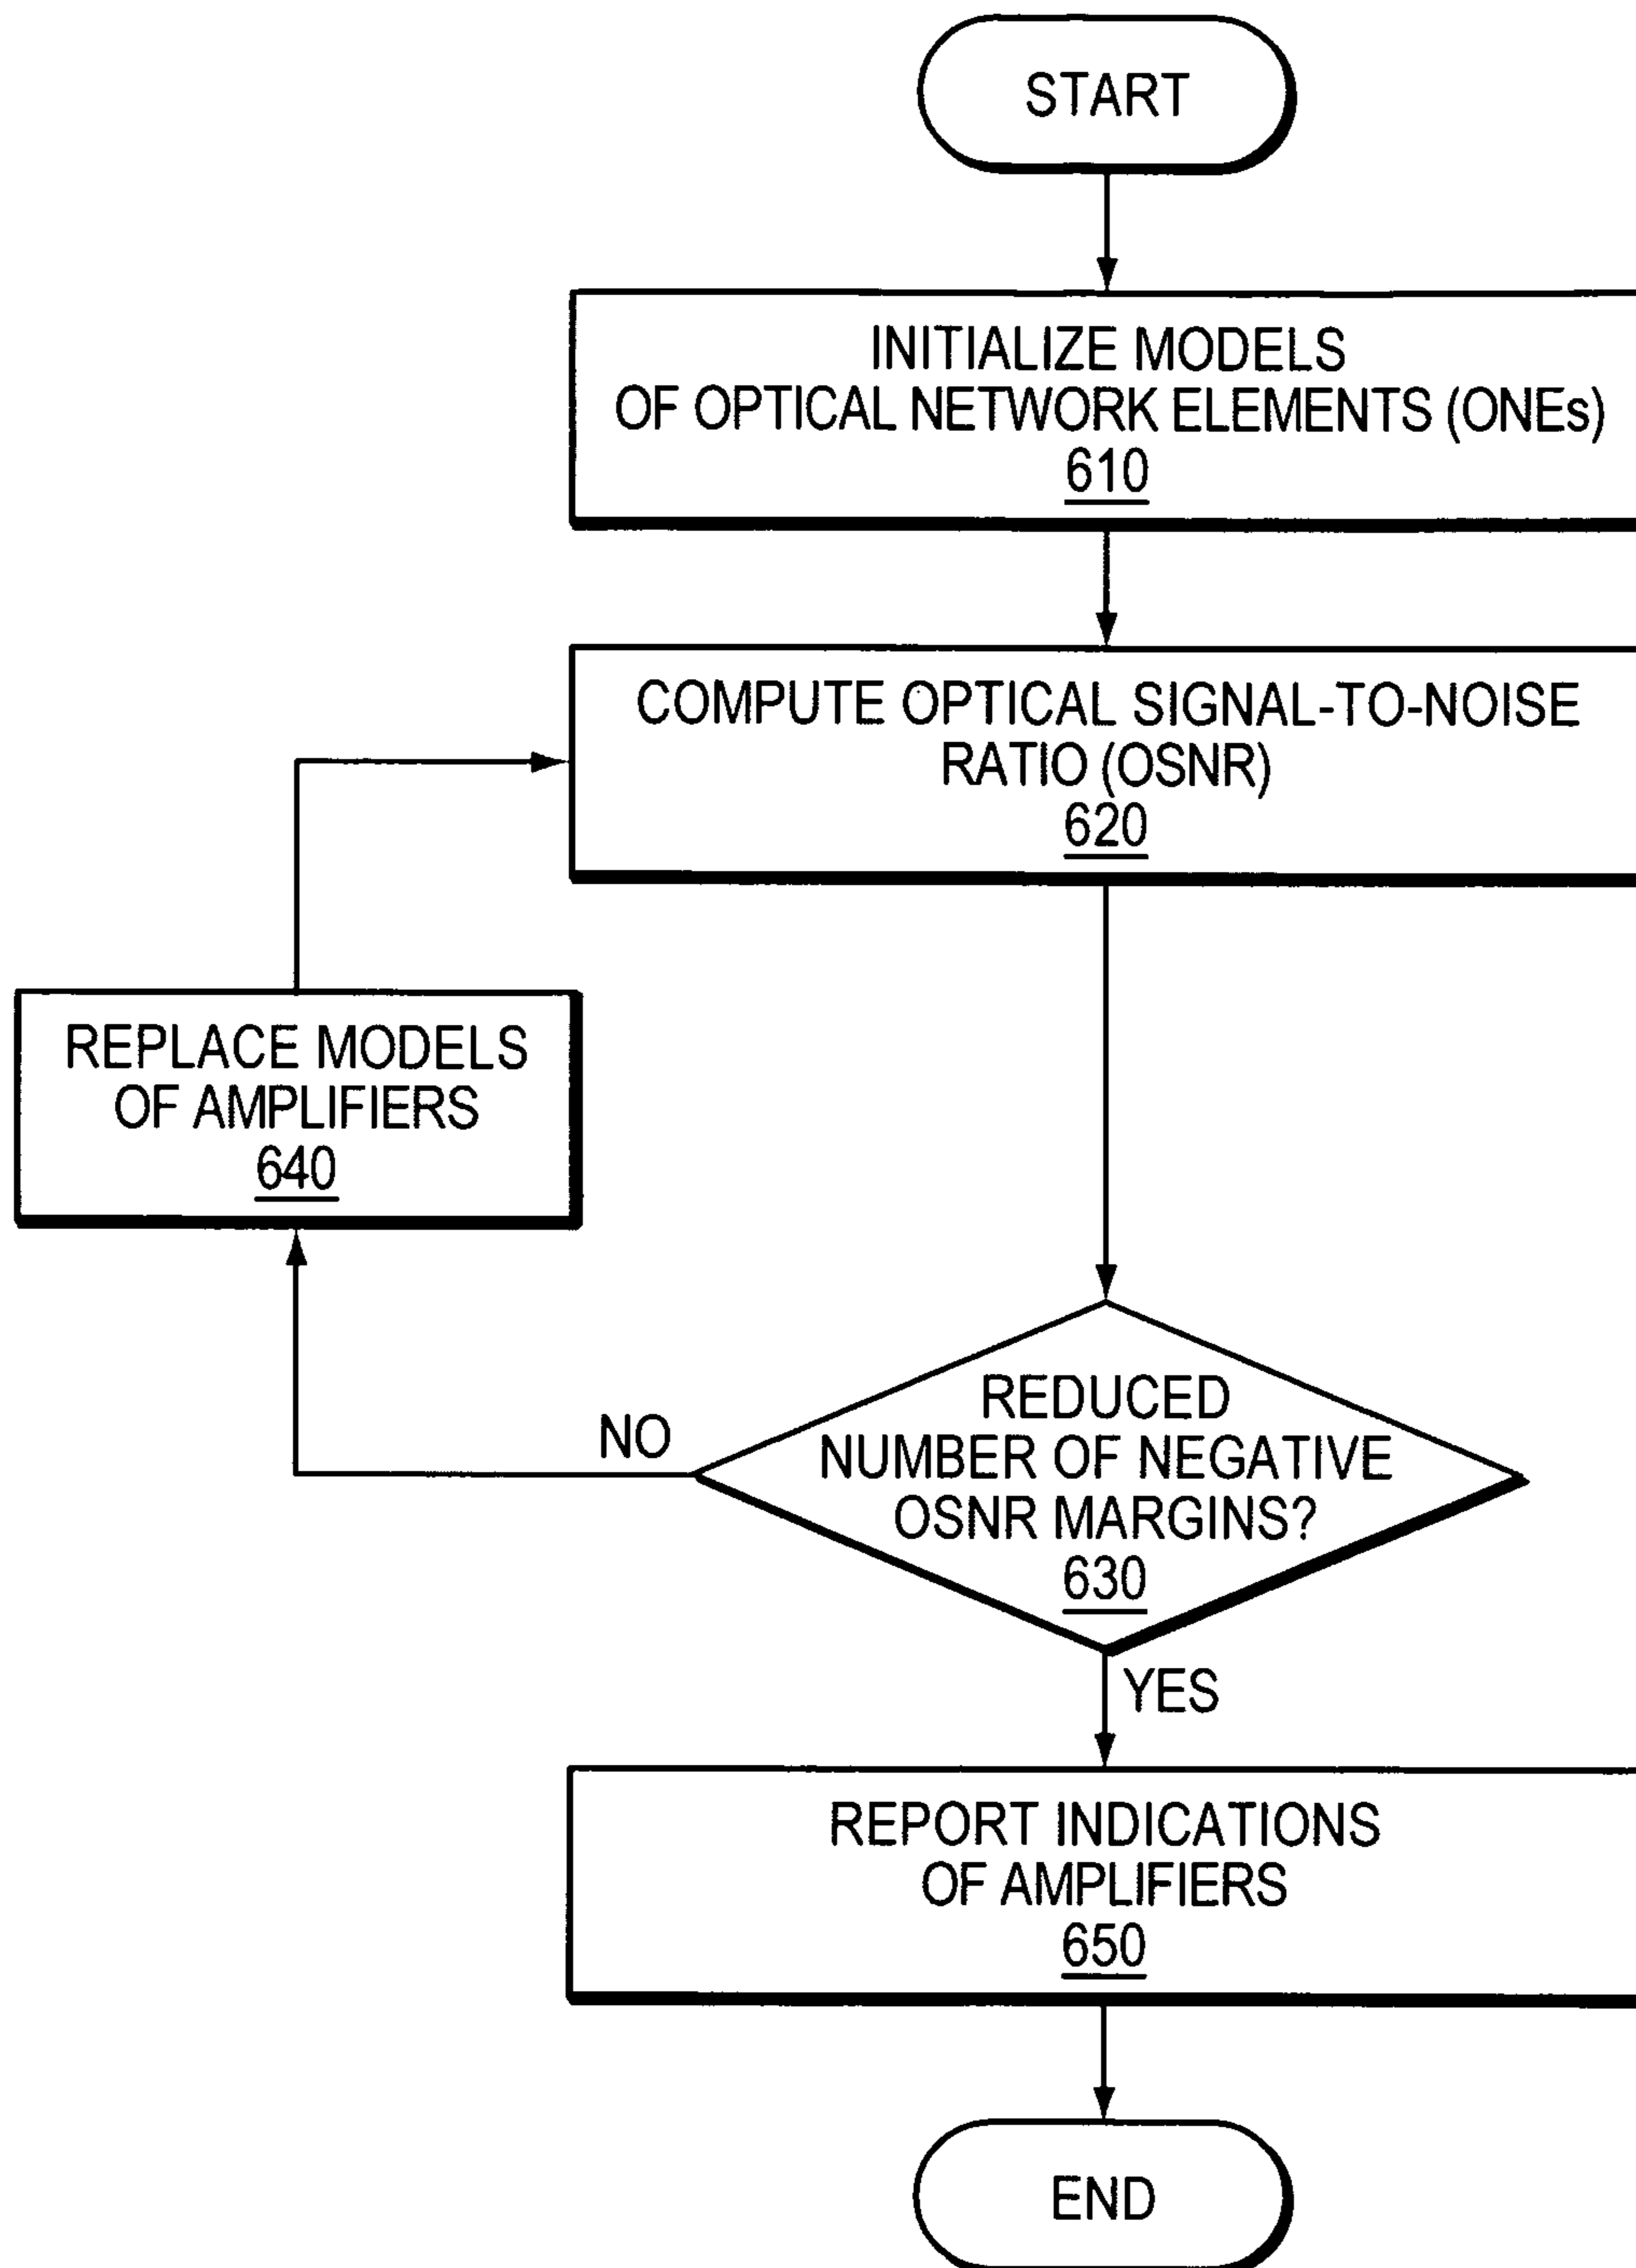 START
INITIALIZE MODELS
OF OPTICAL NETWORK ELEMENTS (ONEs)
610
COMPUTE OPTICAL SIGNAL-TO-NOISE
RATIO (OSNR)
620
REPLACE MODELS
OF AMPLIFIERS
640
REDUCED
NUMBER OF NEGATIVE
OSNR MARGINS?
630
NO
YES
REPORT INDICATIONS
OF AMPLIFIERS
650
END